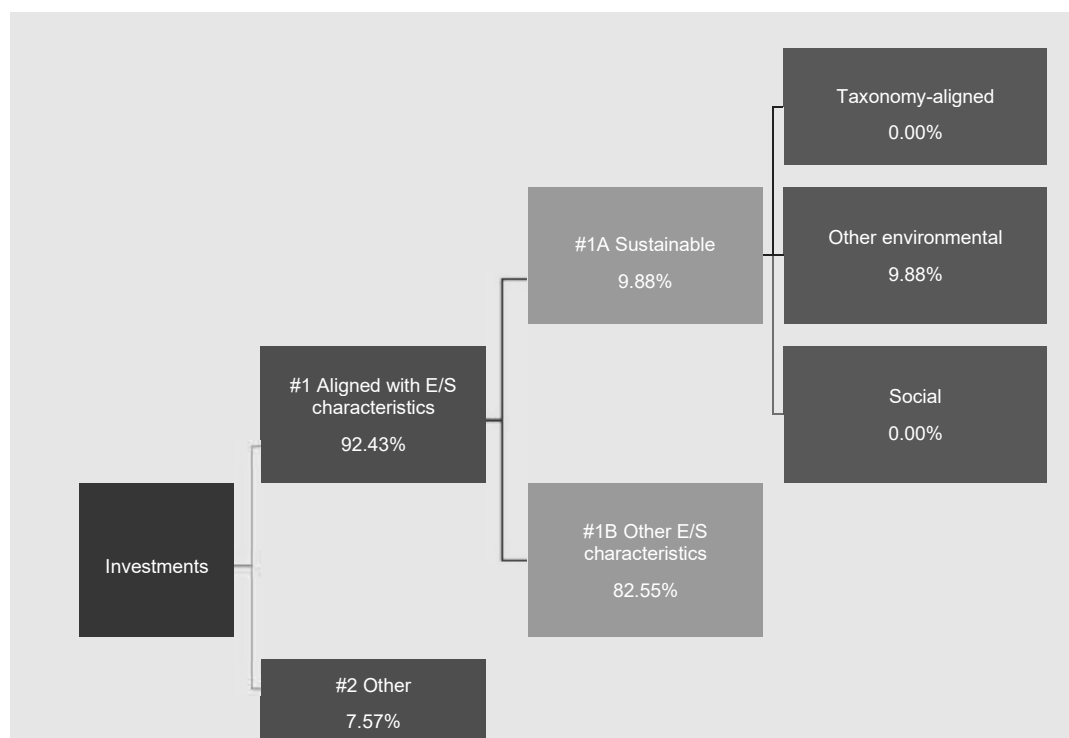 Taxonomy-aligned
0.00%
#1A Sustainable
9.88%
Other environmental
9.88%
#1 Aligned with E/S
characteristics
92.43%
Social
0.00%
Investments
#1B Other E/S
characteristics
82.55%
#2 Other
7.57%